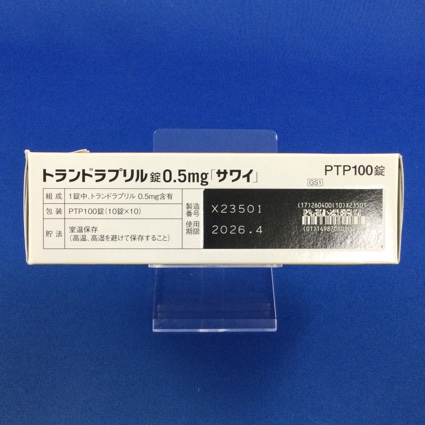 トランドラプリル錠0.5mg「サワイ」
PTP100錠
GS1
組成 1錠中、トランドラプリル 0.5mg含有
包装 PTP100錠(10錠×10)
貯法 室温保存
(高温、高湿を避けて保存すること)
製造番号 X23501
使用期限 2026.4
(17)260400(10)X23501